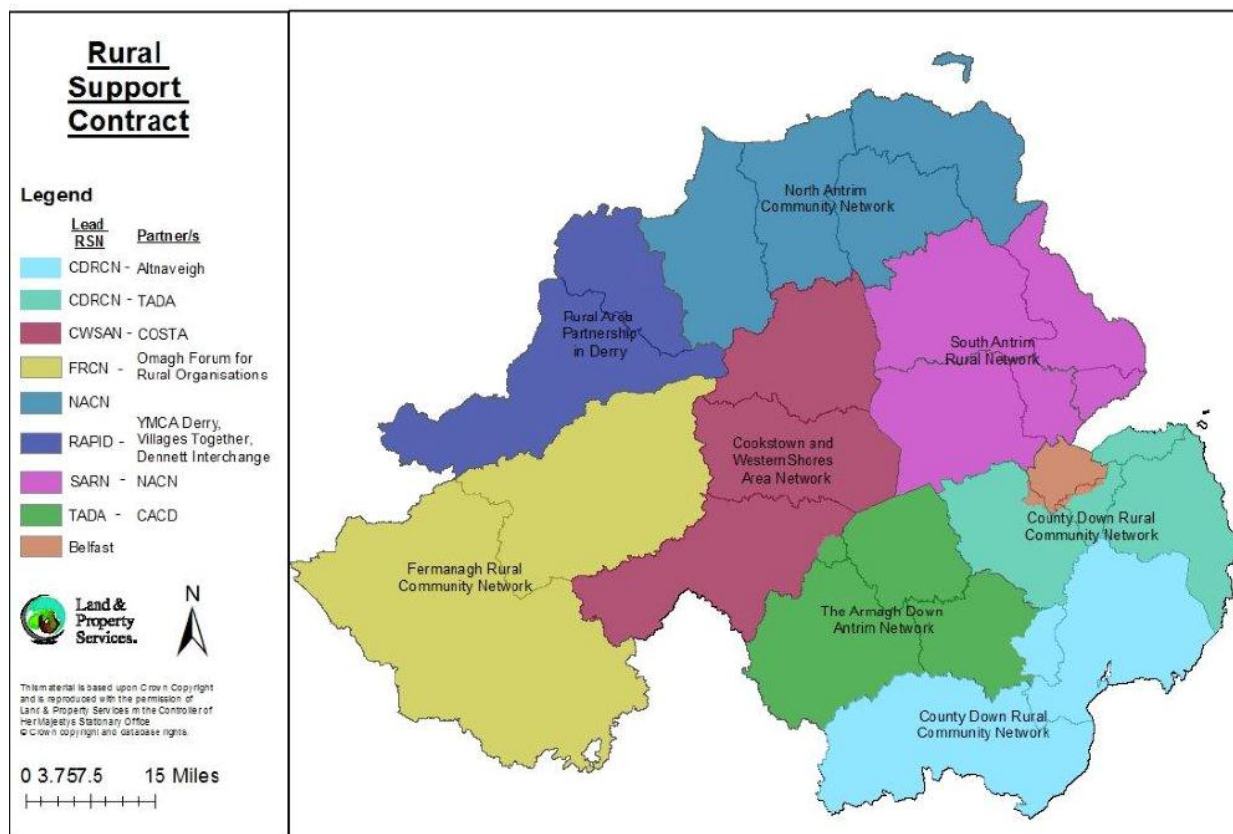 Rural
Support
Contract
Legend
Lead
RSN
Partner/s
CDRCN - Altnaveigh
CDRCN - TADA
CWSAN - COSTA
FRCN - Omagh Forum for
Rural Organisations
NACN
RAPID - YMCA Derry,
Villages Together,
Dennett Interchange
SARN - NACN
TADA - CACD
Belfast
Land &
Property
Services.
N
This material is based upon Crown Copyright
and is reproduced with the permission of
Land & Property Services m the Controller of
Her Majestys Stationary Office
© Crown copyright and database rights.
0 3.757.5 15 Miles
North Antrim
Community Network
Rural Area
Partnership
in Derry
South Antrim
Rural Network
Cookstown and
Western Shores
Area Network
County Down Rural
Community Network
Fermanagh Rural
Community Network
The Armagh Down
Antrim Network
County Down Rural
Community Network